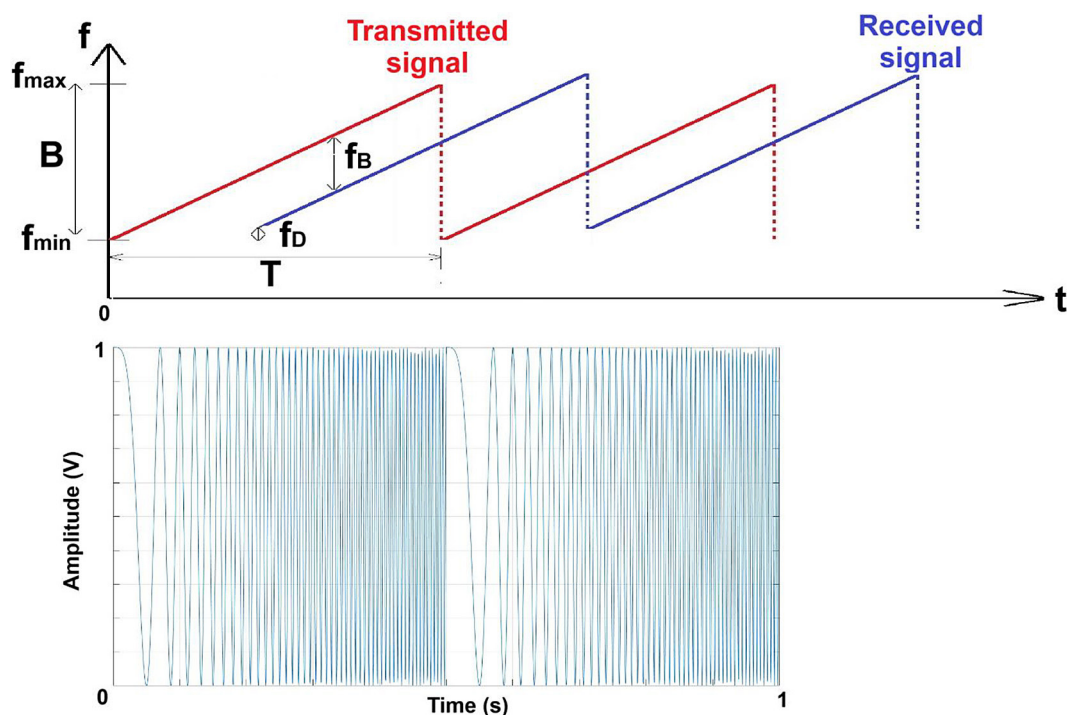 f
Transmitted
signal
Received
signal
fmax
B
fB
fmin
fD
T
0
t
1
Amplitude (V)
0
Time (s)
1